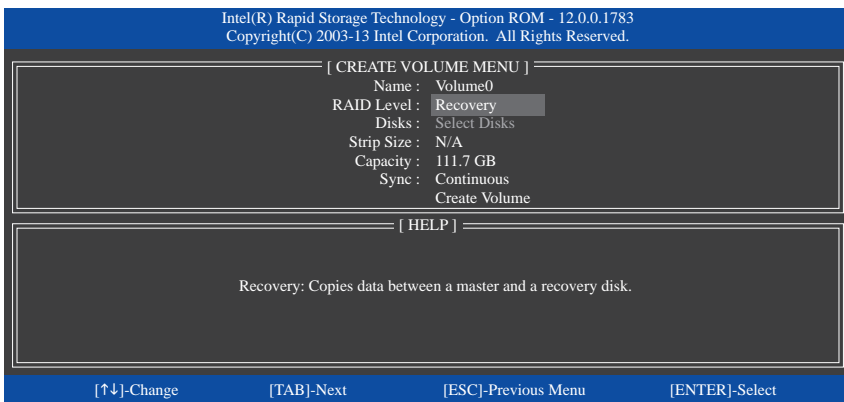 Intel(R) Rapid Storage Technology - Option ROM - 12.0.0.1783
Copyright(C) 2003-13 Intel Corporation. All Rights Reserved.
[ CREATE VOLUME MENU ]
Name : Volume0
RAID Level : Recovery
Disks : Select Disks
Strip Size : N/A
Capacity : 111.7 GB
Sync : Continuous
Create Volume
[ HELP ]
Recovery: Copies data between a master and a recovery disk.
[↑↓]-Change [TAB]-Next [ESC]-Previous Menu [ENTER]-Select